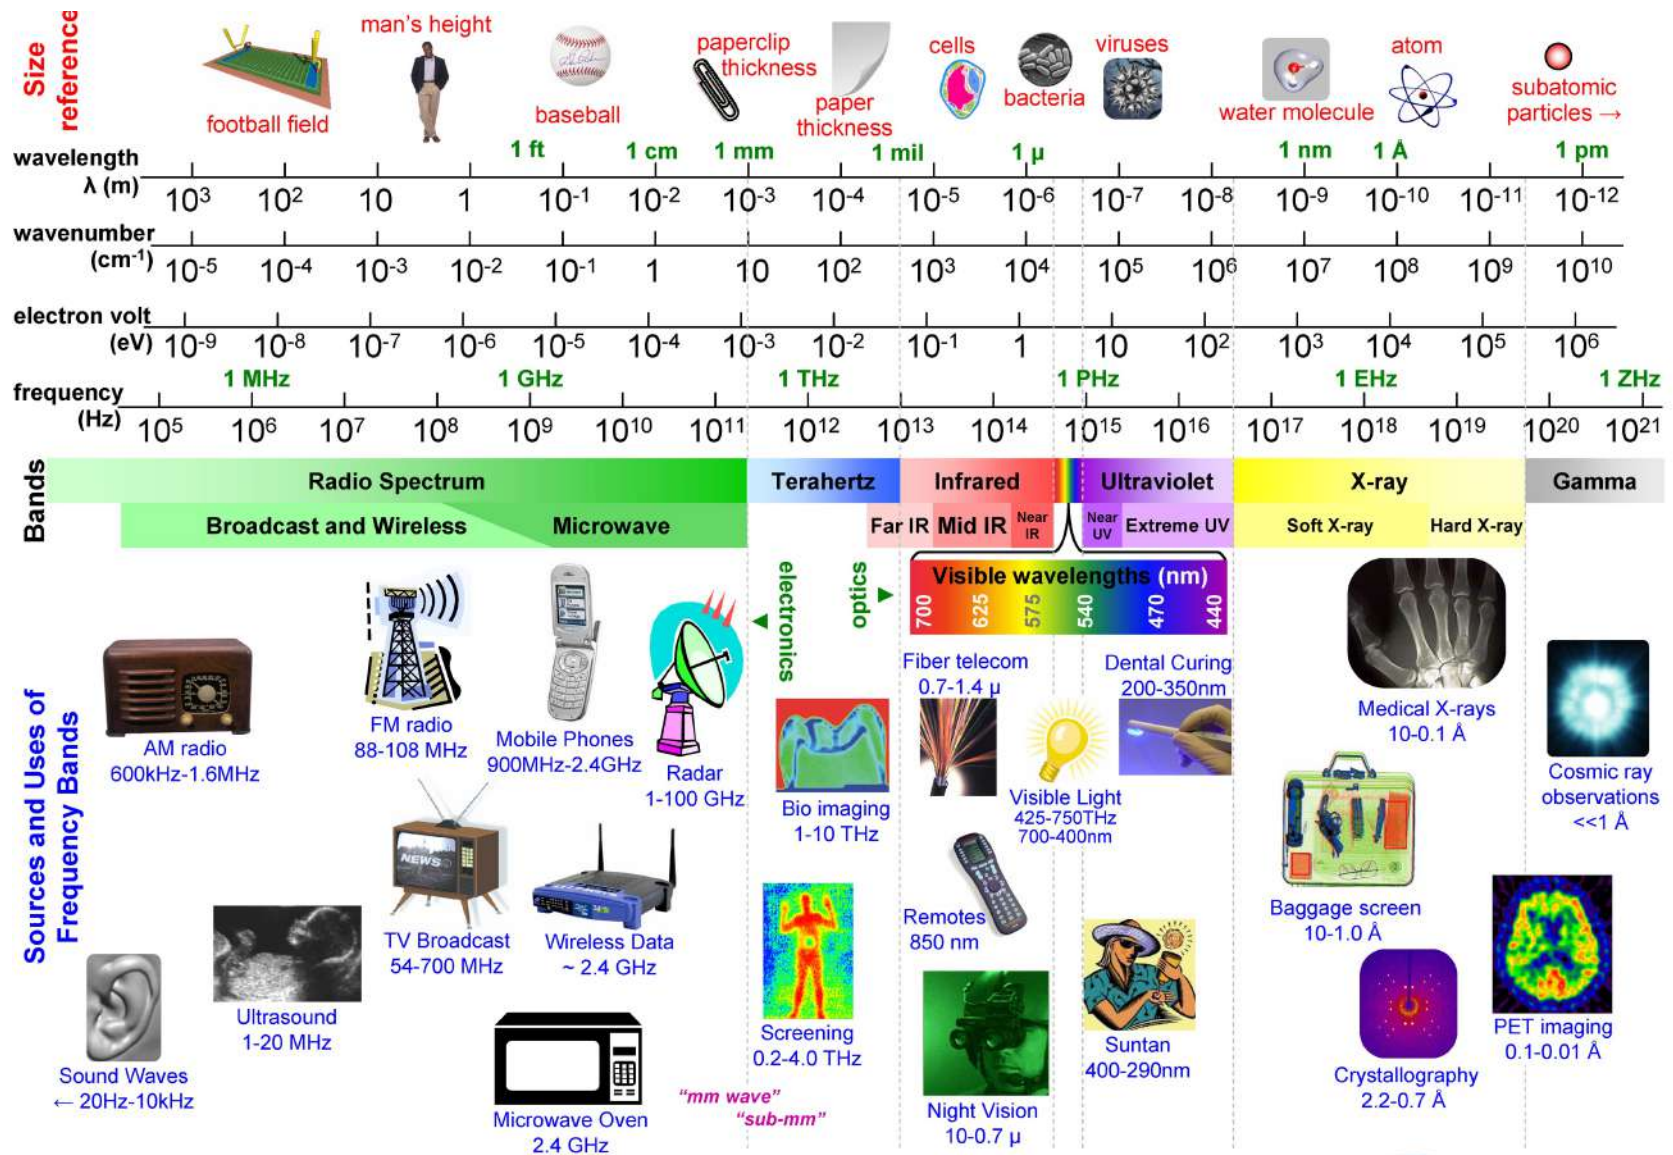 Size reference
football field
man's height
baseball
paperclip thickness
paper thickness
cells
bacteria
viruses
water molecule
atom
subatomic particles →
wavelength λ (m)
1 ft 1 cm 1 mm 1 mil 1 µ 1 nm 1 Å 1 pm
10³ 10² 10 1 10⁻¹ 10⁻² 10⁻³ 10⁻⁴ 10⁻⁵ 10⁻⁶ 10⁻⁷ 10⁻⁸ 10⁻⁹ 10⁻¹⁰ 10⁻¹¹ 10⁻¹²
wavenumber (cm⁻¹)
10⁻⁵ 10⁻⁴ 10⁻³ 10⁻² 10⁻¹ 1 10 10² 10³ 10⁴ 10⁵ 10⁶ 10⁷ 10⁸ 10⁹ 10¹⁰
electron volt (eV)
10⁻⁹ 10⁻⁸ 10⁻⁷ 10⁻⁶ 10⁻⁵ 10⁻⁴ 10⁻³ 10⁻² 10⁻¹ 1 10 10² 10³ 10⁴ 10⁵ 10⁶
frequency (Hz)
1 MHz 1 GHz 1 THz 1 PHz 1 EHz 1 ZHz
10⁵ 10⁶ 10⁷ 10⁸ 10⁹ 10¹⁰ 10¹¹ 10¹² 10¹³ 10¹⁴ 10¹⁵ 10¹⁶ 10¹⁷ 10¹⁸ 10¹⁹ 10²⁰ 10²¹
Bands
Radio Spectrum Terahertz Infrared Ultraviolet X-ray Gamma
Broadcast and Wireless Microwave Far IR Mid IR Near IR Near UV Extreme UV Soft X-ray Hard X-ray
electronics
optics
Visible wavelengths (nm)
700 625 575 540 470 440
Sources and Uses of Frequency Bands
AM radio
600kHz-1.6MHz
FM radio
88-108 MHz
Mobile Phones
900MHz-2.4GHz
Radar
1-100 GHz
Bio imaging
1-10 THz
Fiber telecom
0.7-1.4 µ
Visible Light
425-750THz
700-400nm
Dental Curing
200-350nm
Medical X-rays
10-0.1 Å
Cosmic ray
observations
<<1 Å
Sound Waves
← 20Hz-10kHz
Ultrasound
1-20 MHz
NEWS
TV Broadcast
54-700 MHz
Wireless Data
~ 2.4 GHz
Microwave Oven
2.4 GHz
"mm wave"
"sub-mm"
Screening
0.2-4.0 THz
Remotes
850 nm
Night Vision
10-0.7 µ
Suntan
400-290nm
Baggage screen
10-1.0 Å
Crystallography
2.2-0.7 Å
PET imaging
0.1-0.01 Å